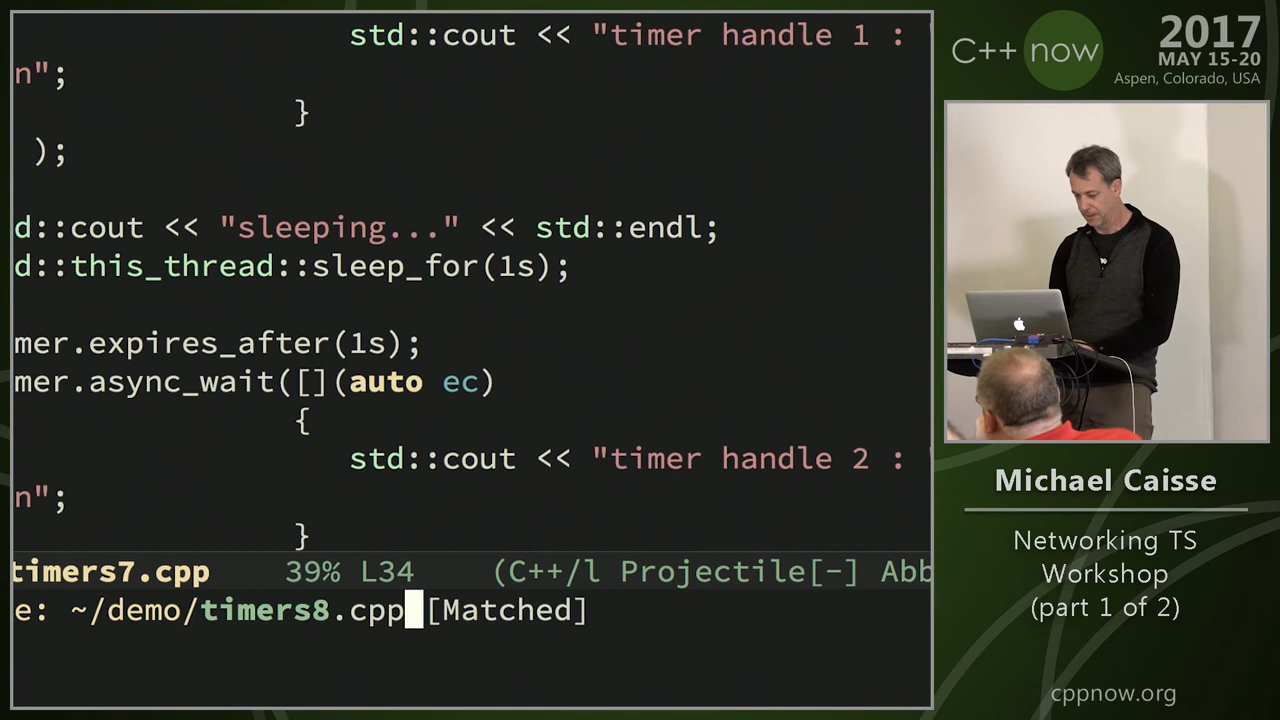 std::cout << "timer handle 1 :
n";
}
);
d::cout << "sleeping..." << std::endl;
d::this_thread::sleep_for(1s);
mer.expires_after(1s);
mer.async_wait([](auto ec)
{
std::cout << "timer handle 2 :
n";
}
timers7.cpp 39% L34 (C++/l Projectile[-] Abb
e: ~/demo/timers8.cpp [Matched]
C++ now
2017
MAY 15-20
Aspen, Colorado, USA
Michael Caisse
Networking TS
Workshop
(part 1 of 2)
cppnow.org